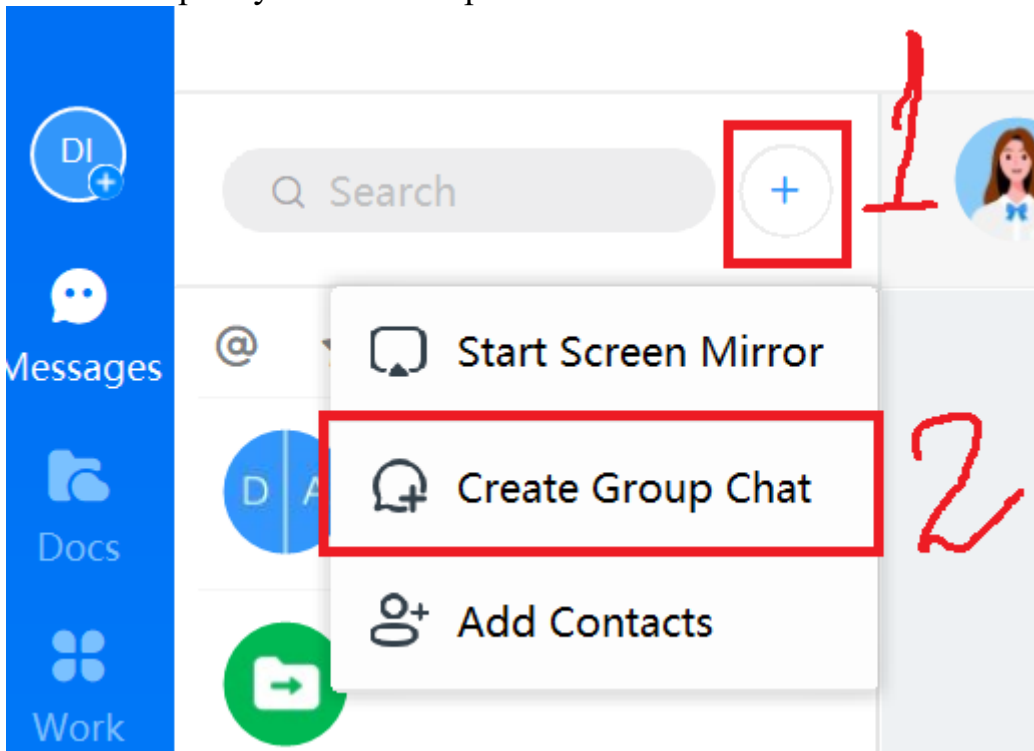 1
DI
Search
Messages
@
Start Screen Mirror
D A
Create Group Chat
2
Docs
Add Contacts
Work